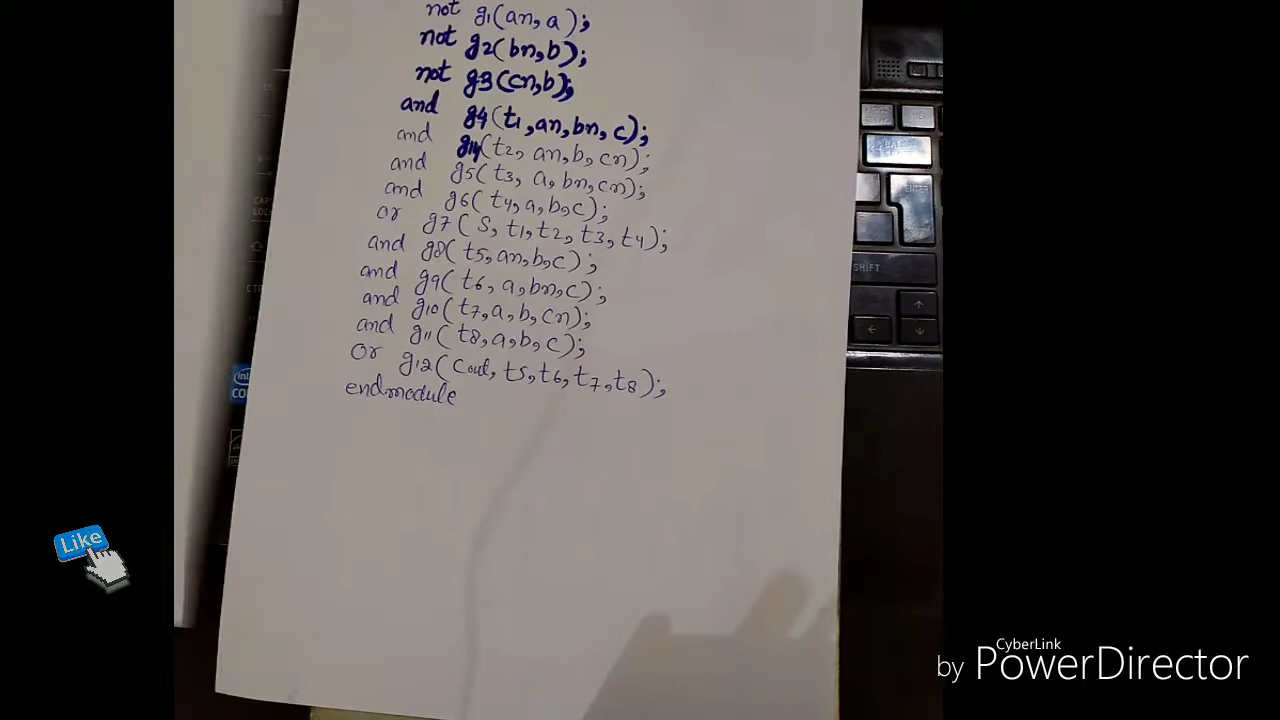 not g1(an, a);
not g2(bn,b);
not g3(cn,b);
and g4(t1, an, bn, c);
and g14(t2, an, b, cn);
and g5(t3, a, bn, cn);
and g6(t4, a, b, c);
or g7(S, t1, t2, t3, t4);
and g8(t5, an, b, c);
and g9(t6, a, bn, c);
and g10(t7, a, b, cn);
and g11(t8, a, b, c);
Or g12(Cout, t5, t6, t7, t8);
endmodule
ENTER
SHIFT
Like
CyberLink
by PowerDirector